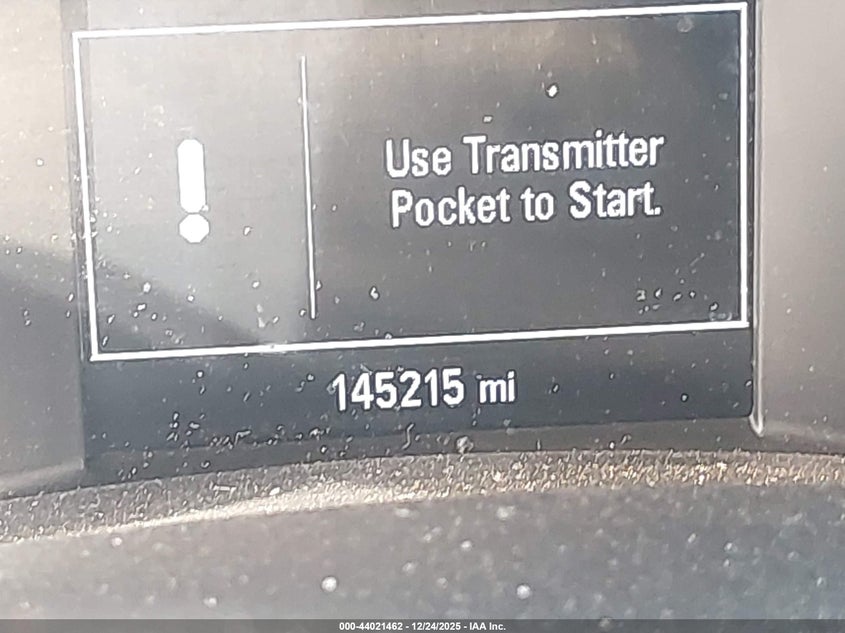 !
Use Transmitter
Pocket to Start.
145215 mi
000-44021462 - 12/24/2025 - IAA Inc.